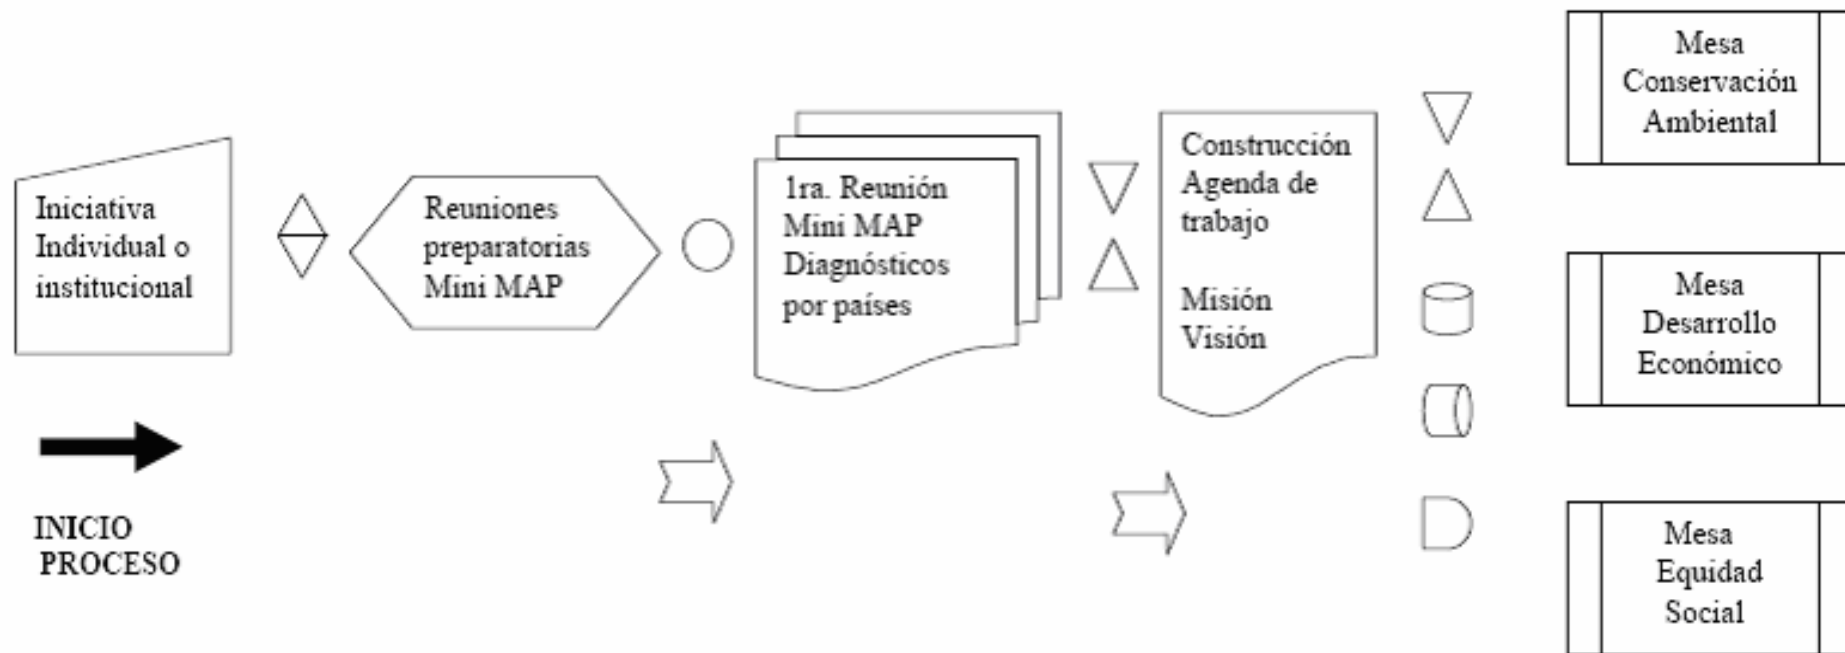 Iniciativa
Individual o
institucional
INICIO
PROCESO
Reuniones
preparatorias
Mini MAP
1ra. Reunión
Mini MAP
Diagnósticos
por países
Construcción
Agenda de
trabajo
Misión
Visión
Mesa
Conservación
Ambiental
Mesa
Desarrollo
Económico
Mesa
Equidad
Social